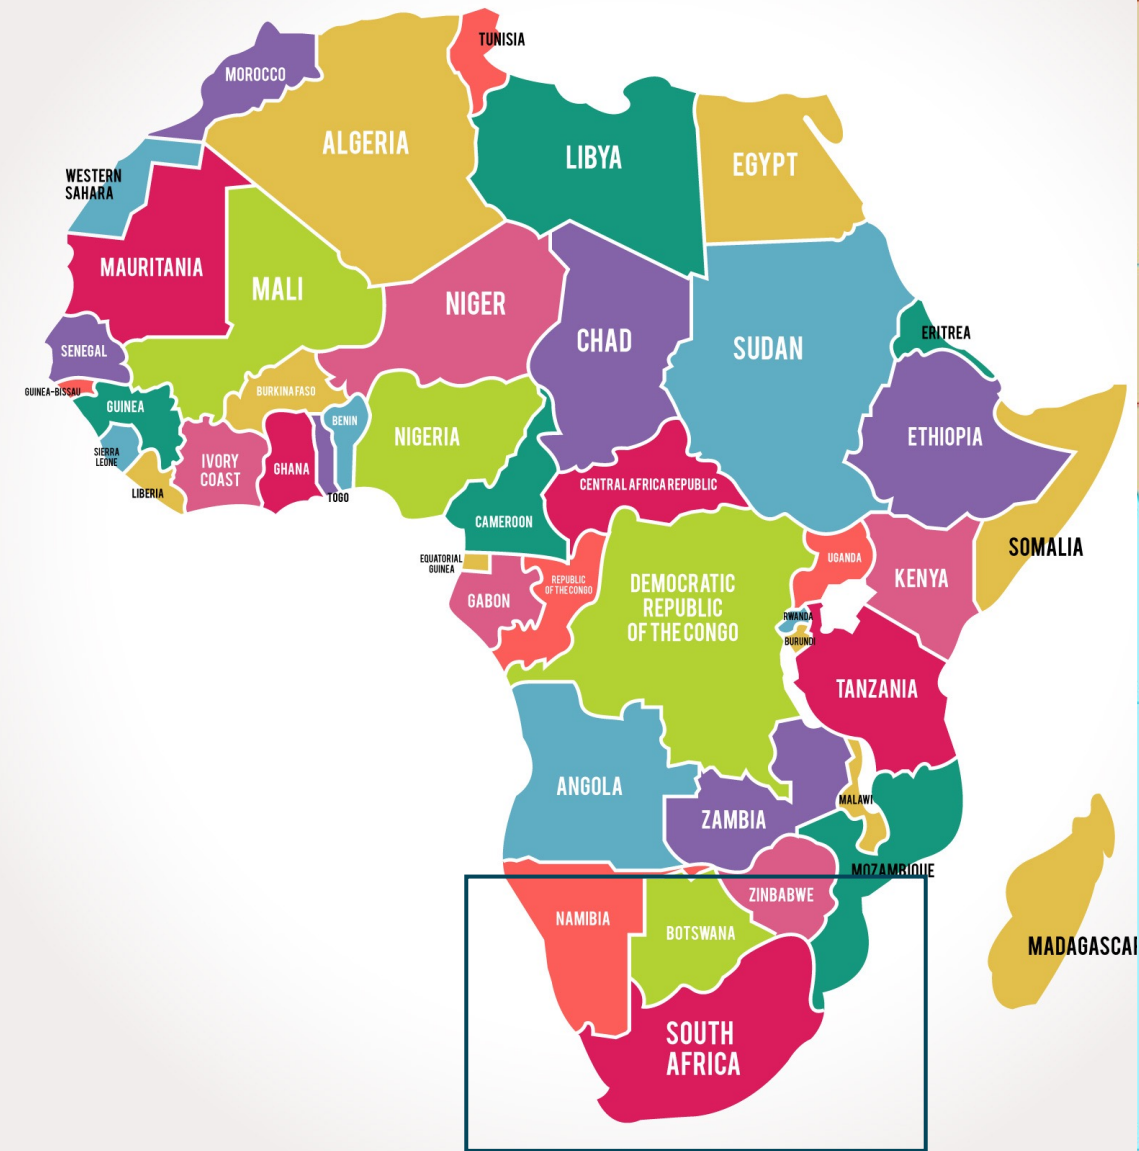 TUNISIA
MOROCCO
ALGERIA
LIBYA
EGYPT
WESTERN
SAHARA
MAURITANIA
MALI
NIGER
CHAD
SUDAN
ERITREA
SENEGAL
GUINEA-BISSAU
GUINEA
BURKINA FASO
BENIN
NIGERIA
ETHIOPIA
SIERRA
LEONE
IVORY
COAST
GHANA
LIBERIA
TOGO
CENTRAL AFRICA REPUBLIC
CAMEROON
SOMALIA
EQUATORIAL
GUINEA
GABON
REPUBLIC
OF THE CONGO
DEMOCRATIC
REPUBLIC
OF THE CONGO
UGANDA
KENYA
RWANDA
BURUNDI
TANZANIA
ANGOLA
ZAMBIA
MALAWI
MOZAMBIQUE
ZINBABWE
NAMIBIA
BOTSWANA
MADAGASCAR
SOUTH
AFRICA